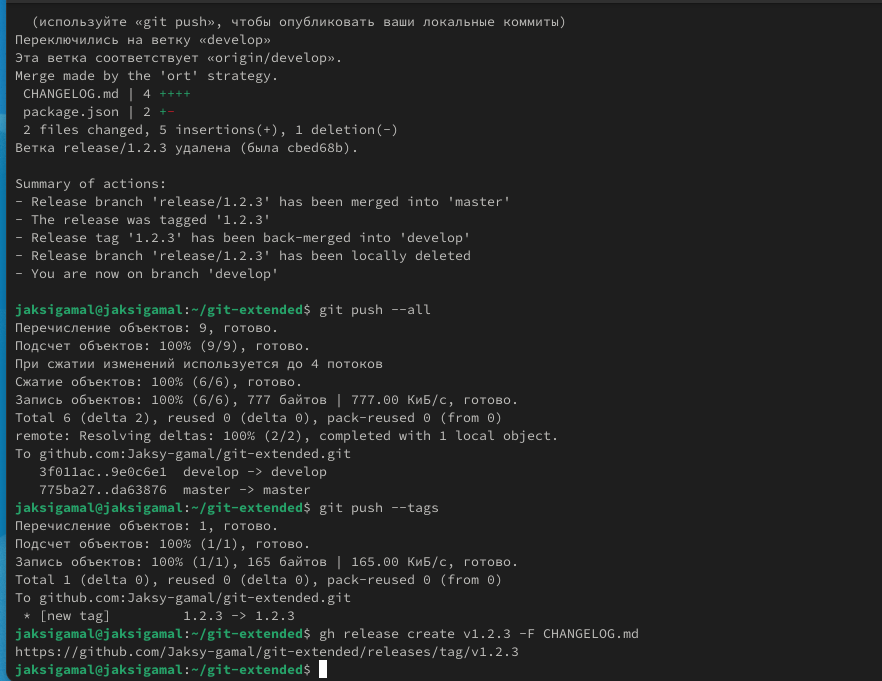 (используйте «git push», чтобы опубликовать ваши локальные коммиты)
Переключились на ветку «develop»
Эта ветка соответствует «origin/develop».
Merge made by the 'ort' strategy.
 CHANGELOG.md | 4 ++++
 package.json | 2 +-
 2 files changed, 5 insertions(+), 1 deletion(-)
Ветка release/1.2.3 удалена (была cbed68b).

Summary of actions:
- Release branch 'release/1.2.3' has been merged into 'master'
- The release was tagged '1.2.3'
- Release tag '1.2.3' has been back-merged into 'develop'
- Release branch 'release/1.2.3' has been locally deleted
- You are now on branch 'develop'

jaksigamal@jaksigamal:~/git-extended$ git push --all
Перечисление объектов: 9, готово.
Подсчет объектов: 100% (9/9), готово.
При сжатии изменений используется до 4 потоков
Сжатие объектов: 100% (6/6), готово.
Запись объектов: 100% (6/6), 777 байтов | 777.00 КиБ/с, готово.
Total 6 (delta 2), reused 0 (delta 0), pack-reused 0 (from 0)
remote: Resolving deltas: 100% (2/2), completed with 1 local object.
To github.com:Jaksy-gamal/git-extended.git
   3f011ac..9e0c6e1  develop -> develop
   775ba27..da63876  master -> master
jaksigamal@jaksigamal:~/git-extended$ git push --tags
Перечисление объектов: 1, готово.
Подсчет объектов: 100% (1/1), готово.
Запись объектов: 100% (1/1), 165 байтов | 165.00 КиБ/с, готово.
Total 1 (delta 0), reused 0 (delta 0), pack-reused 0 (from 0)
To github.com:Jaksy-gamal/git-extended.git
 * [new tag]         1.2.3 -> 1.2.3
jaksigamal@jaksigamal:~/git-extended$ gh release create v1.2.3 -F CHANGELOG.md
https://github.com/Jaksy-gamal/git-extended/releases/tag/v1.2.3
jaksigamal@jaksigamal:~/git-extended$